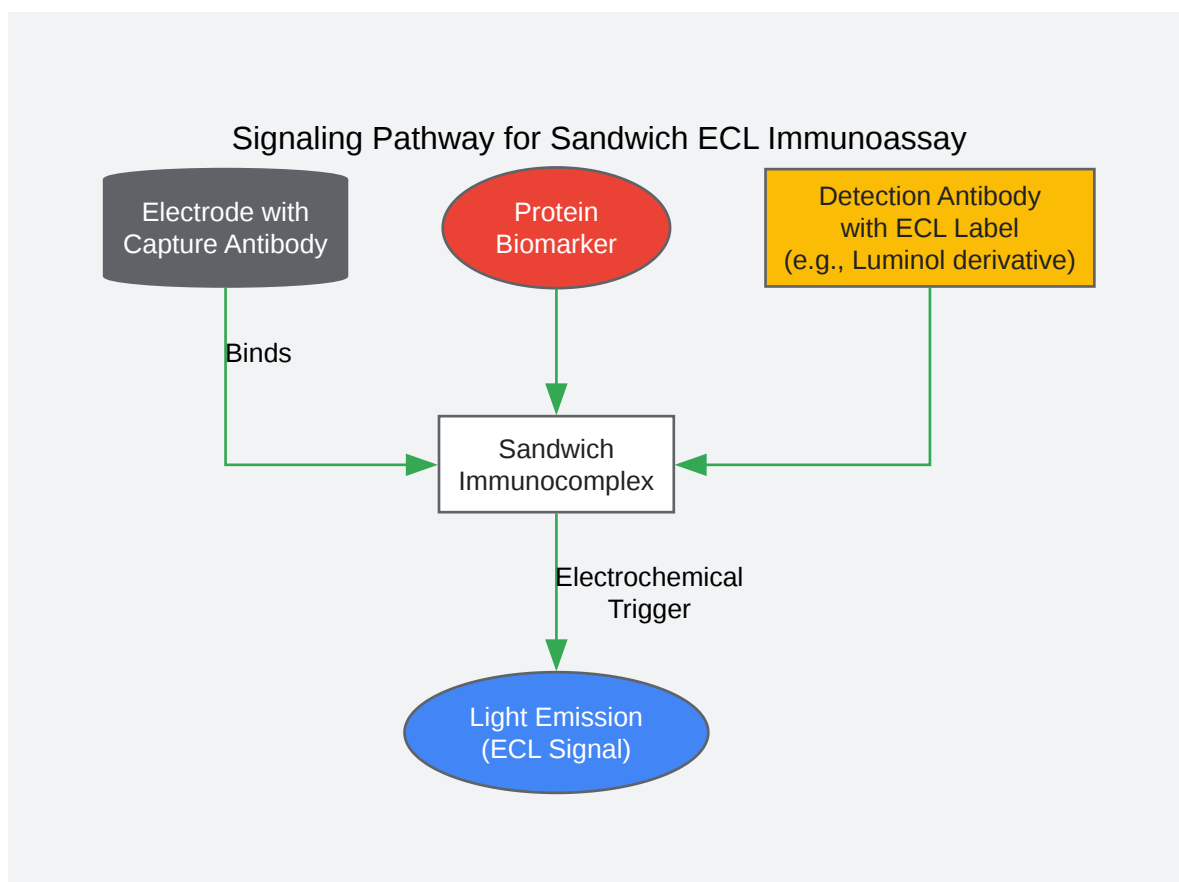 Signaling Pathway for Sandwich ECL Immunoassay
Electrode with
Capture Antibody
Protein
Biomarker
Detection Antibody
with ECL Label
(e.g., Luminol derivative)
Binds
Sandwich
Immunocomplex
Electrochemical
Trigger
Light Emission
(ECL Signal)